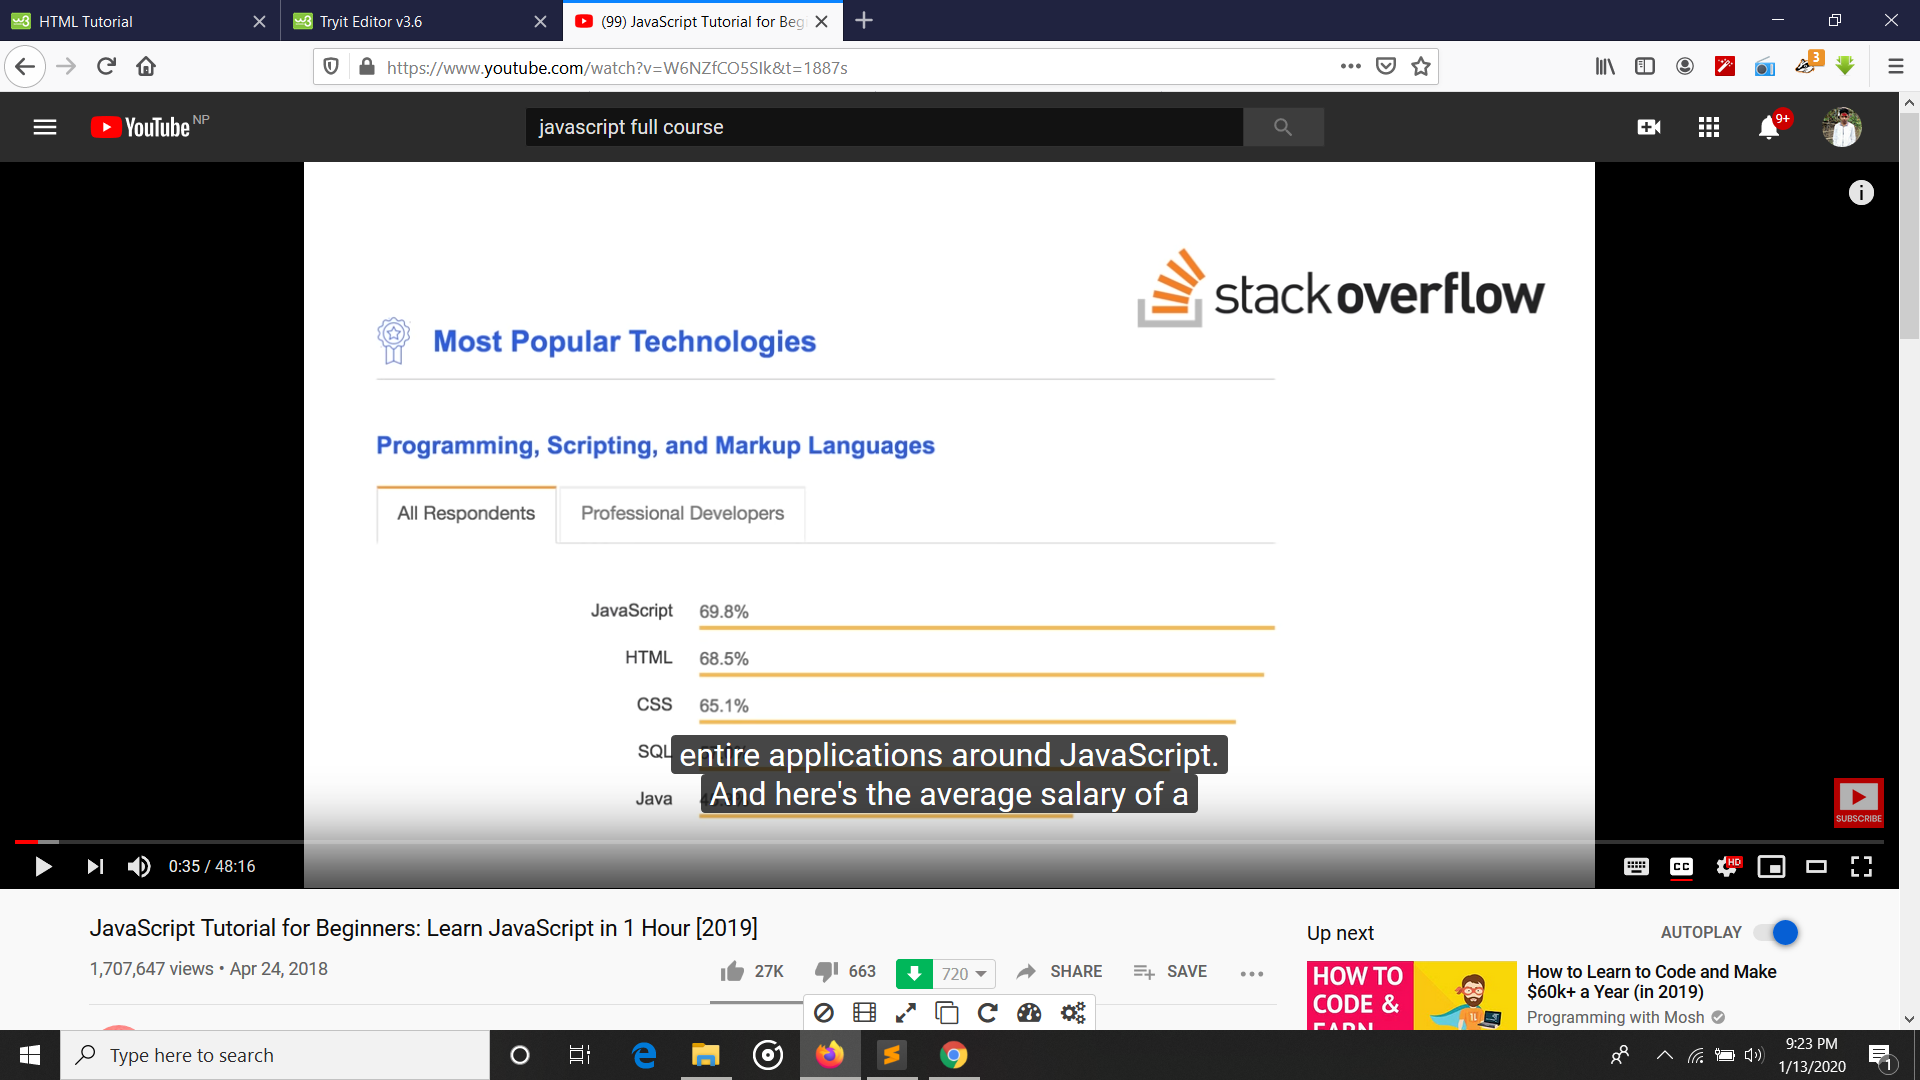 HTML Tutorial
Tryit Editor v3.6
(99) JavaScript Tutorial for Beg
https://www.youtube.com/watch?v=W6NZfCO5SIk&t=1887s
3
YouTube NP
javascript full course
9+
stackoverflow
Most Popular Technologies
Programming, Scripting, and Markup Languages
All Respondents
Professional Developers
JavaScript 69.8%
HTML 68.5%
CSS 65.1%
SQL
Java
entire applications around JavaScript.
And here's the average salary of a
SUBSCRIBE
0:35 / 48:16
CC
HD
JavaScript Tutorial for Beginners: Learn JavaScript in 1 Hour [2019]
1,707,647 views • Apr 24, 2018
27K
663
720
SHARE
SAVE
Up next
AUTOPLAY
HOW TO
CODE &
EARN
How to Learn to Code and Make
$60k+ a Year (in 2019)
Programming with Mosh
Type here to search
9:23 PM
1/13/2020
1